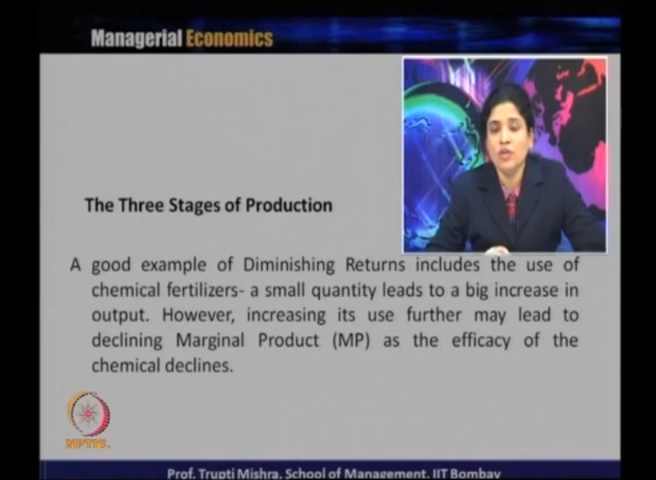 Managerial Economics
The Three Stages of Production
A good example of Diminishing Returns includes the use of
chemical fertilizers- a small quantity leads to a big increase in
output. However, increasing its use further may lead to
declining Marginal Product (MP) as the efficacy of the
chemical declines.
NPTEL
Prof. Trupti Mishra, School of Management, IIT Bombay